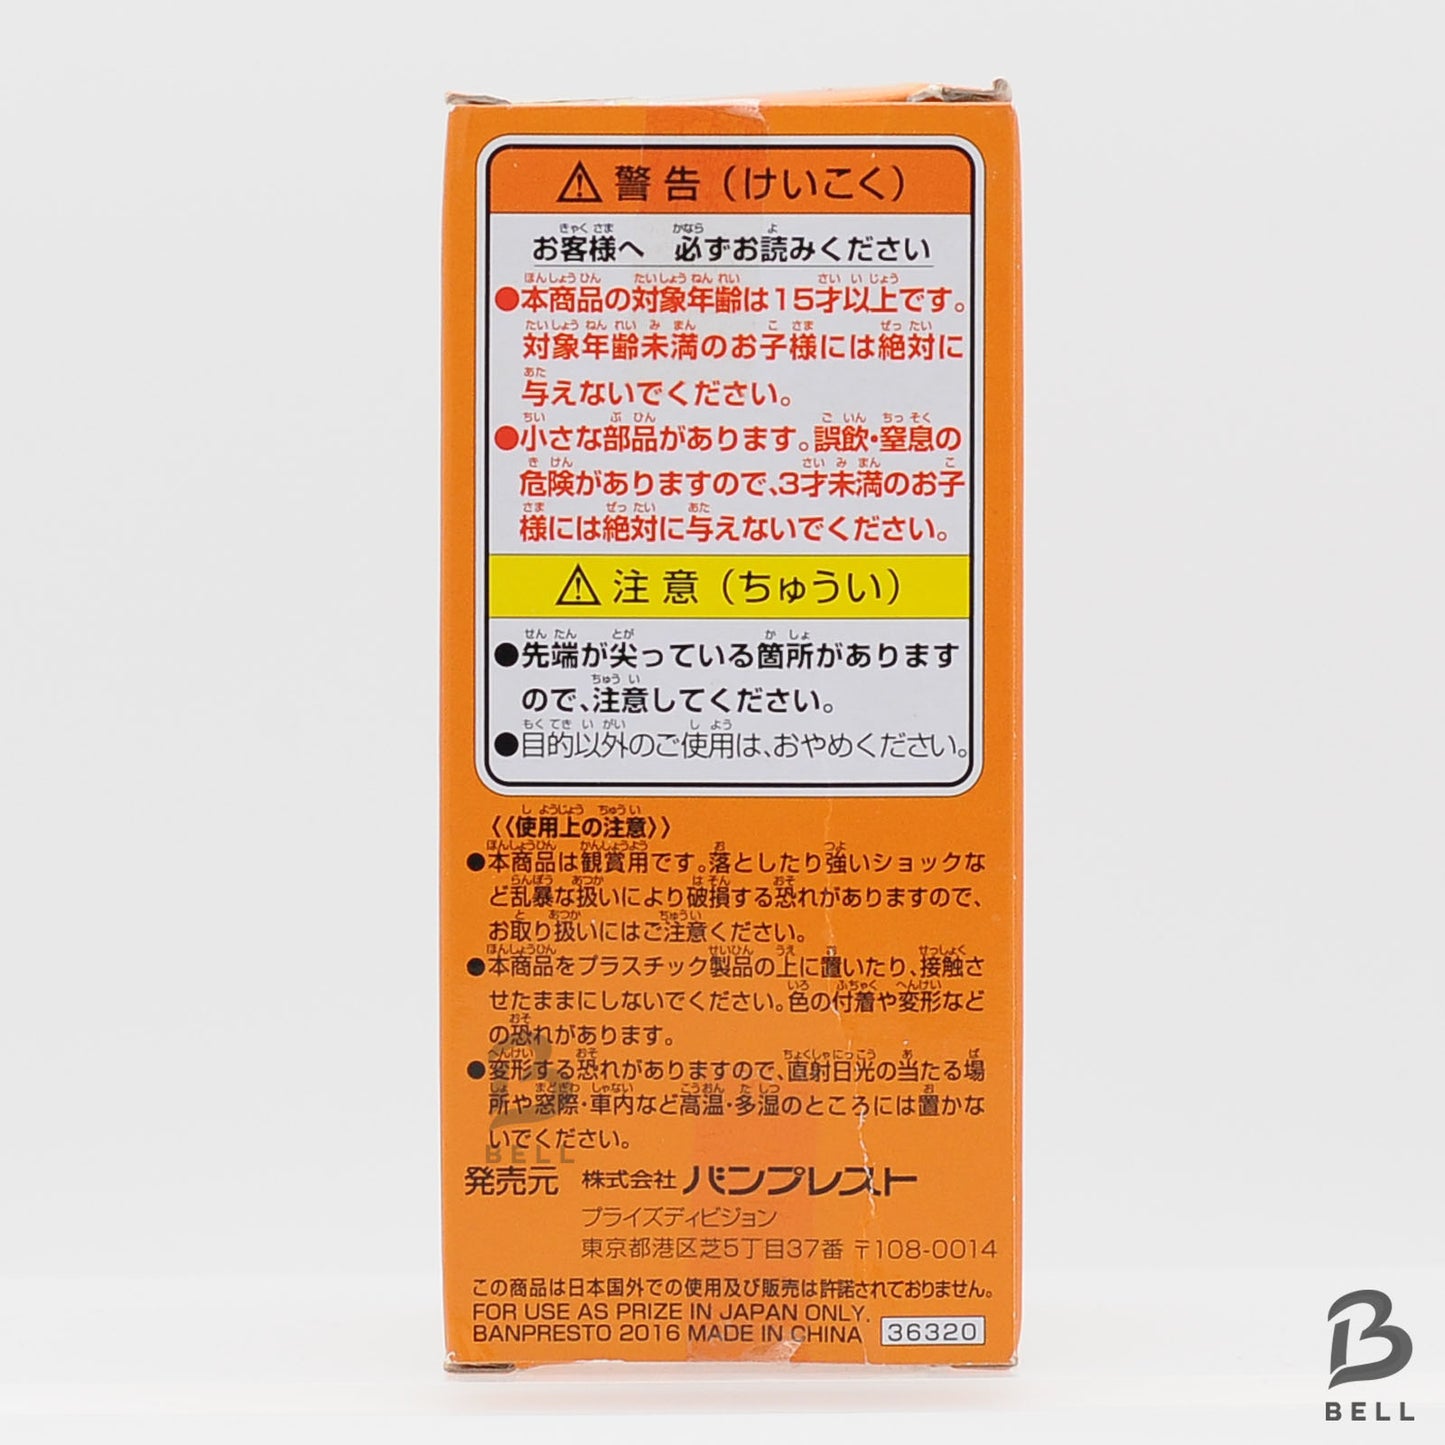 ⚠ 警告（けいこく）
お客様へ 必ずお読みください
●本商品の対象年齢は15才以上です。
対象年齢未満のお子様には絶対に
与えないでください。
●小さな部品があります。誤飲・窒息の
危険がありますので、3才未満のお子
様には絶対に与えないでください。
⚠ 注意（ちゅうい）
●先端が尖っている箇所があります
ので、注意してください。
●目的以外のご使用は、おやめください。
〈〈使用上の注意〉〉
●本商品は観賞用です。落としたり強いショックな
ど乱暴な扱いにより破損する恐れがありますので、
お取り扱いにはご注意ください。
●本商品をプラスチック製品の上に置いたり、接触さ
せたままにしないでください。色の付着や変形など
の恐れがあります。
●変形する恐れがありますので、直射日光の当たる場
所や窓際・車内など高温・多湿のところには置かな
いでください。
BELL
発売元 株式会社 バンプレスト
プライズディビジョン
東京都港区芝5丁目37番 〒108-0014
この商品は日本国外での使用及び販売は許諾されておりません。
FOR USE AS PRIZE IN JAPAN ONLY.
BANPRESTO 2016 MADE IN CHINA 36320
B
BELL